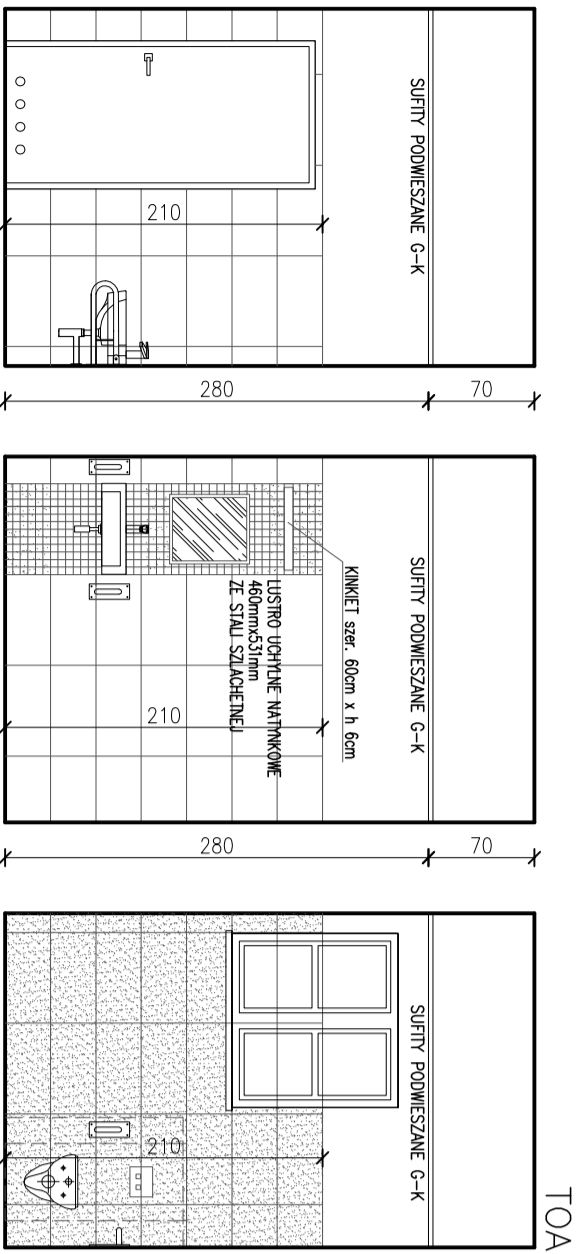 TOA
SUFITY PODWIESZANE G-K
210
280
70
SUFITY PODWIESZANE G-K
KINKIET szer. 60cm x h 6cm
LUSTRO UCHYLNE NATYNKOWE
460mmx531mm
ZE STALI SZLACHETNEJ
210
280
70
SUFITY PODWIESZANE G-K
210